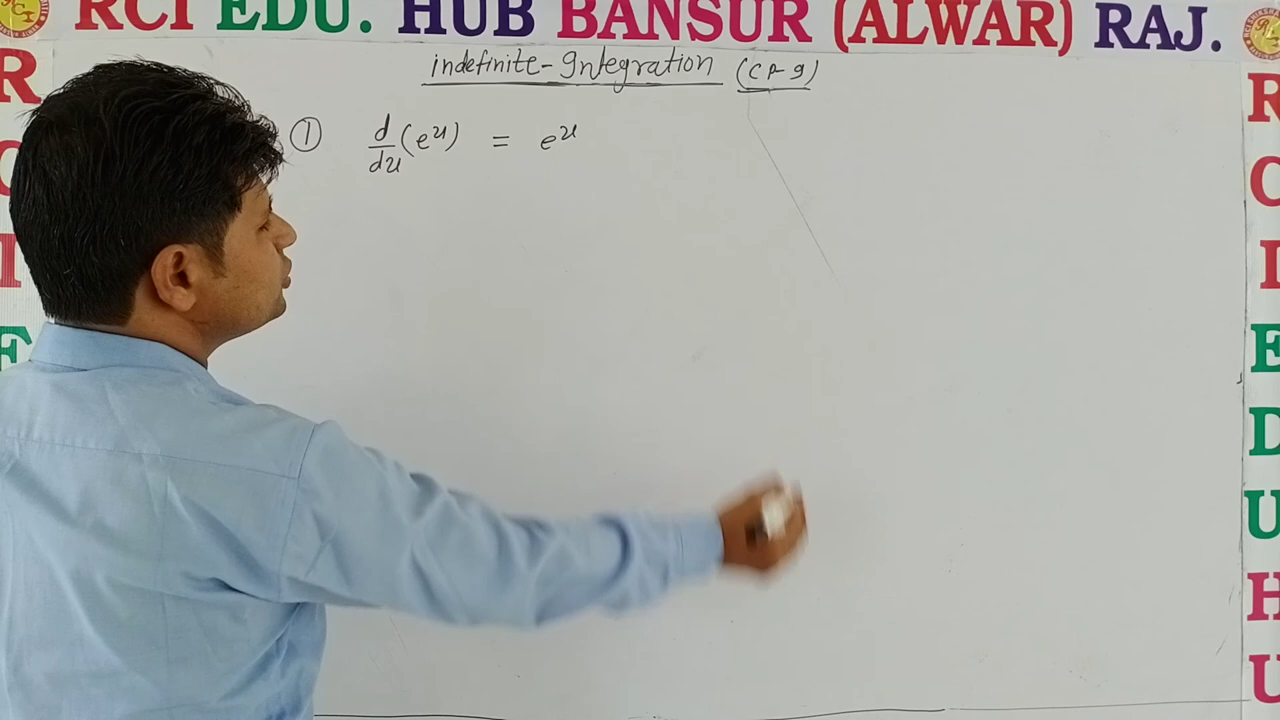 RCI EDU. HUB BANSUR (ALWAR) RAJ.
indefinite-Integration (CP-9)
① d/dx (e^x) = e^x
R
C
I
E
R
C
I
E
D
U
H
U